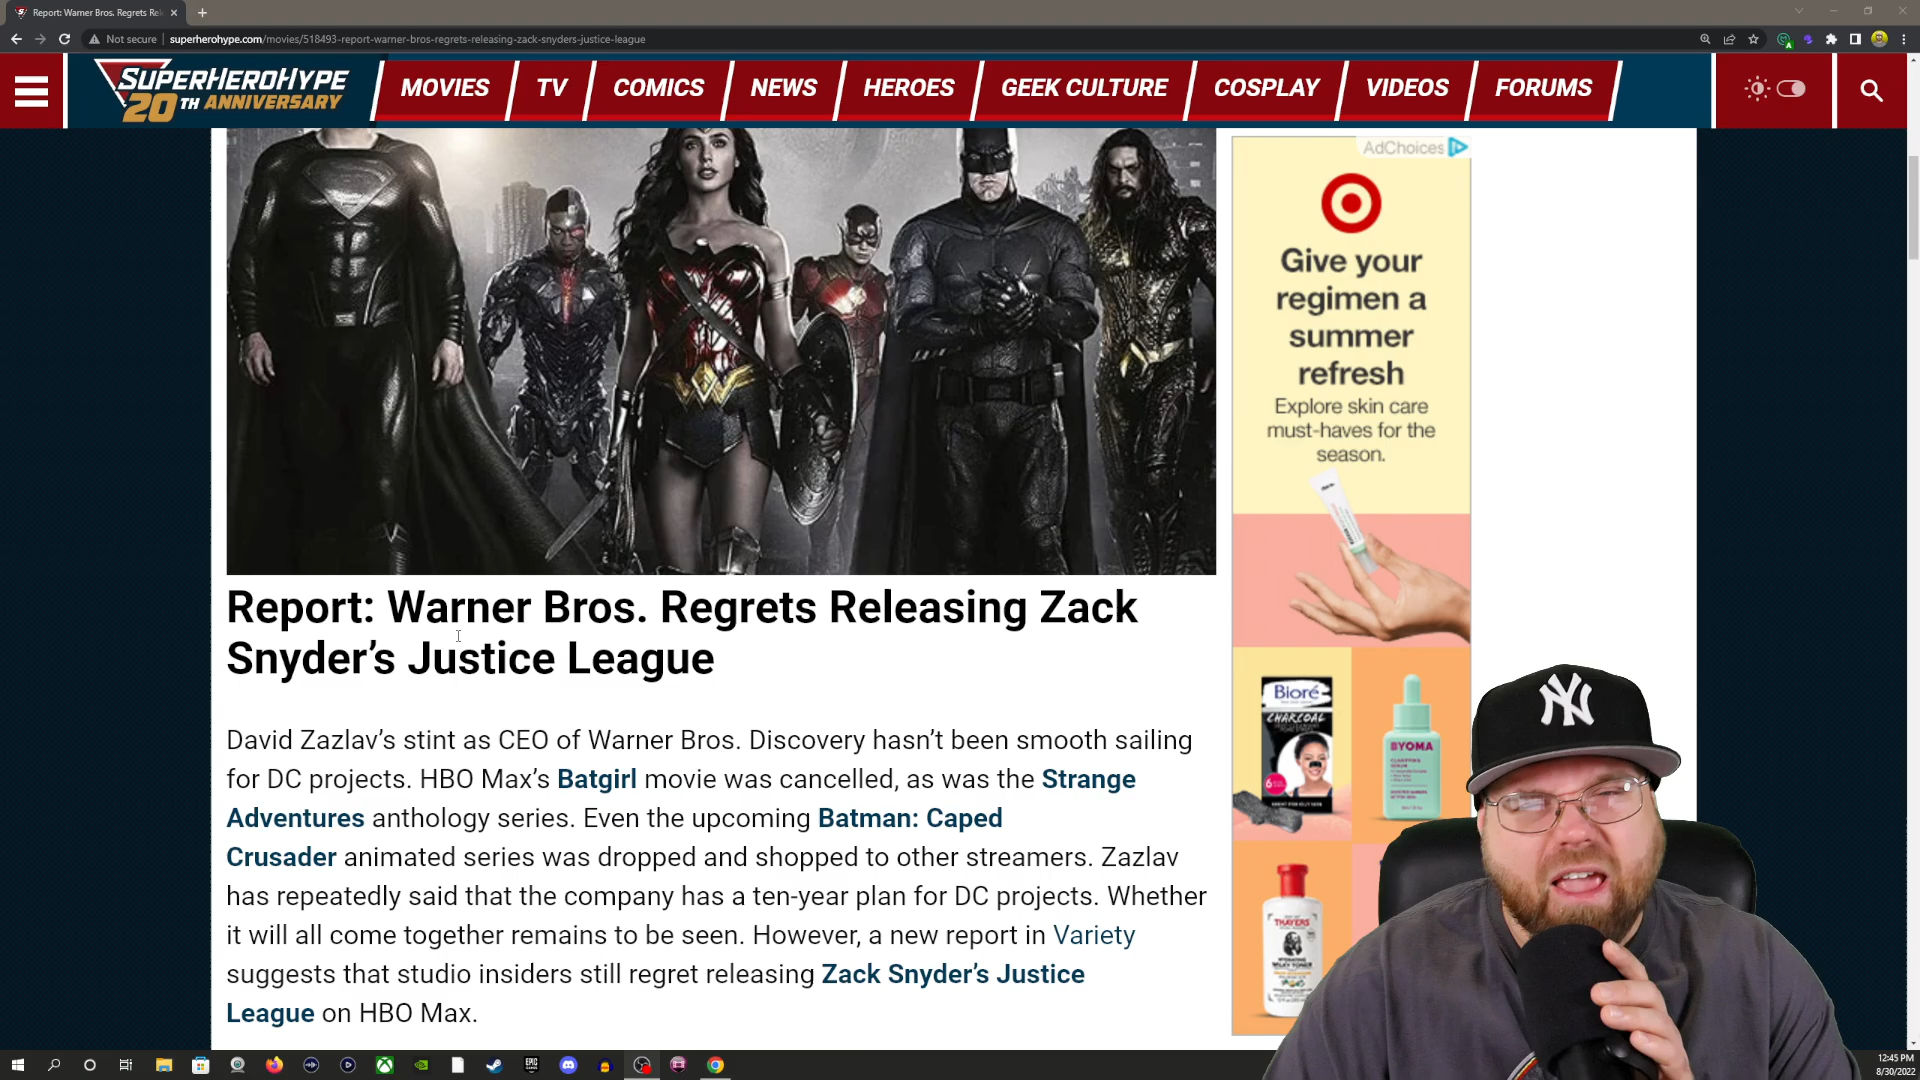 Report: Warner Bros. Regrets Rel
Not secure
superherohype.com/movies/518493-report-warner-bros-regrets-releasing-zack-snyders-justice-league
SUPERHEROHYPE
20TH ANNIVERSARY
MOVIES
TV
COMICS
NEWS
HEROES
GEEK CULTURE
COSPLAY
VIDEOS
FORUMS
AdChoices
Give your
regimen a
summer
refresh
Explore skin care
must-haves for the
season.
Report: Warner Bros. Regrets Releasing Zack
Snyder’s Justice League
David Zazlav’s stint as CEO of Warner Bros. Discovery hasn’t been smooth sailing
for DC projects. HBO Max’s Batgirl movie was cancelled, as was the Strange
Adventures anthology series. Even the upcoming Batman: Caped
Crusader animated series was dropped and shopped to other streamers. Zazlav
has repeatedly said that the company has a ten-year plan for DC projects. Whether
it will all come together remains to be seen. However, a new report in Variety
suggests that studio insiders still regret releasing Zack Snyder’s Justice
League on HBO Max.
Bioré
CHARCOAL
6
BYOMA
THAYERS
MILKY TONER
NY
EPIC
12:45 PM
8/30/2022